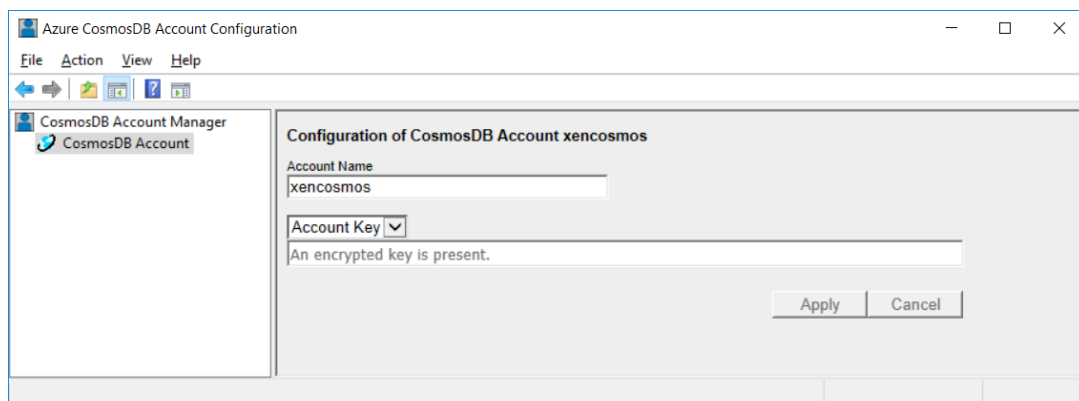 Azure CosmosDB Account Configuration
File Action View Help
CosmosDB Account Manager
CosmosDB Account
Configuration of CosmosDB Account xencosmos
Account Name
xencosmos
Account Key
An encrypted key is present.
Apply Cancel